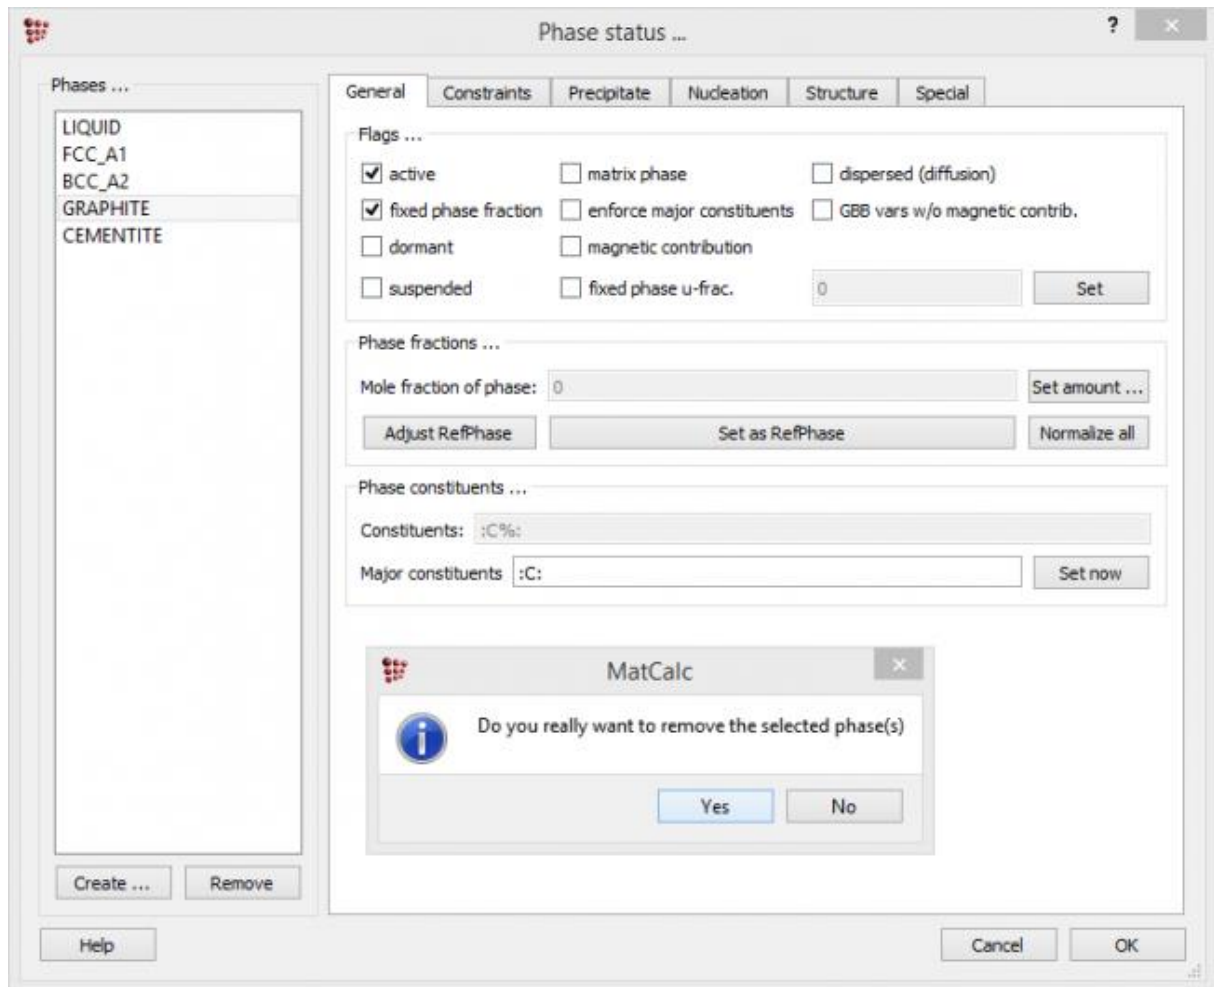 Phase status ...
?
Phases ...
LIQUID
FCC_A1
BCC_A2
GRAPHITE
CEMENTITE
Create ...
Remove
General
Constraints
Precipitate
Nucleation
Structure
Special
Flags ...
active
matrix phase
dispersed (diffusion)
fixed phase fraction
enforce major constituents
GBB vars w/o magnetic contrib.
dormant
magnetic contribution
suspended
fixed phase u-frac.
0
Set
Phase fractions ...
Mole fraction of phase:
0
Set amount ...
Adjust RefPhase
Set as RefPhase
Normalize all
Phase constituents ...
Constituents:
:C%:
Major constituents
:C:
Set now
MatCalc
Do you really want to remove the selected phase(s)
Yes
No
Help
Cancel
OK